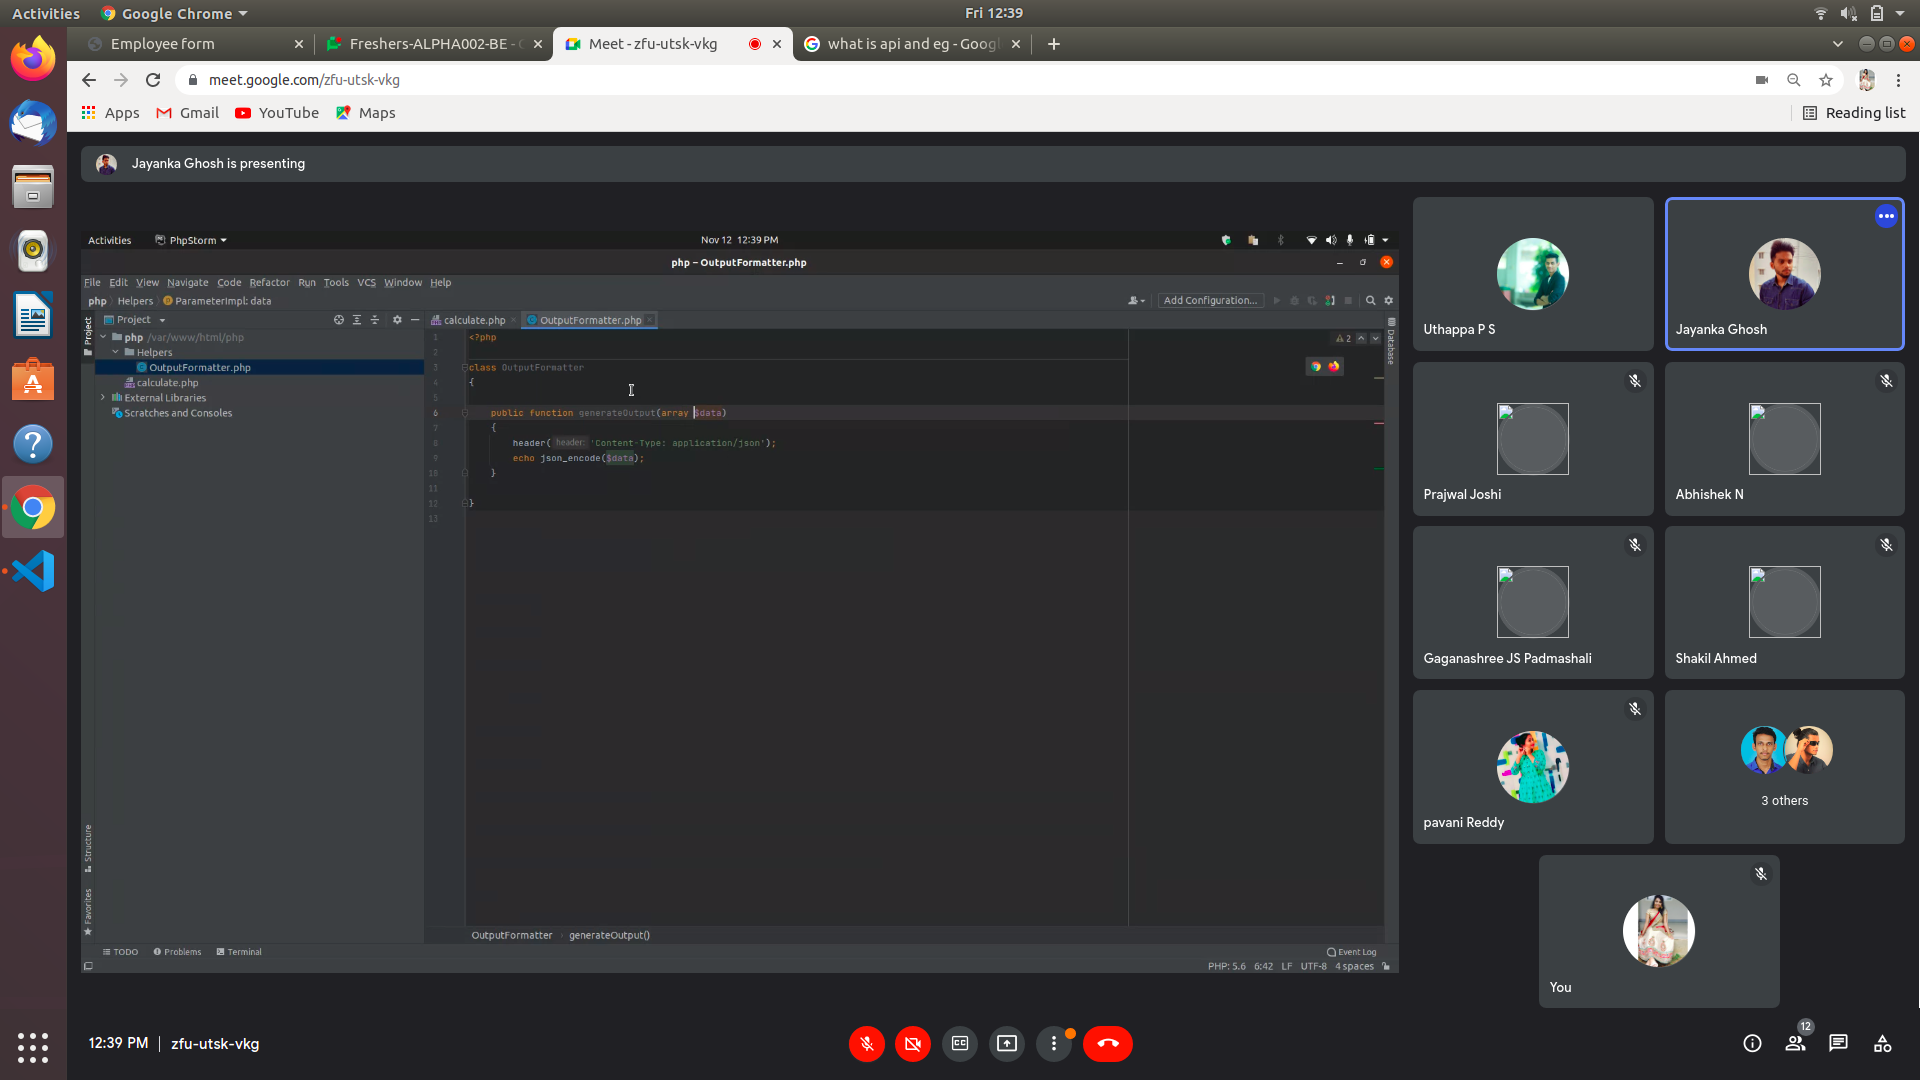 Activities Google Chrome Fri 12:39
Employee form Freshers-ALPHA002-BE - Meet - zfu-utsk-vkg what is api and eg - Goog
meet.google.com/zfu-utsk-vkg
Apps Gmail YouTube Maps Reading list
Jayanka Ghosh is presenting
Activities PhpStorm Nov 12 12:39 PM
php – OutputFormatter.php
File Edit View Navigate Code Refactor Run Tools VCS Window Help
php Helpers ParameterImpl: data Add Configuration...
Project calculate.php OutputFormatter.php
php /var/www/html/php
Helpers
OutputFormatter.php
calculate.php
External Libraries
Scratches and Consoles
Project
Structure
Favorites
Database
2
1 <?php
2
3 class OutputFormatter
4 {
5
6 public function generateOutput(array $data)
7 {
8 header( header: 'Content-Type: application/json');
9 echo json_encode($data);
10 }
11
12 }
13
OutputFormatter generateOutput()
TODO Problems Terminal Event Log
PHP: 5.6 6:42 LF UTF-8 4 spaces
Uthappa P S
Jayanka Ghosh
Prajwal Joshi
Abhishek N
Gaganashree JS Padmashali
Shakil Ahmed
pavani Reddy
3 others
You
12:39 PM | zfu-utsk-vkg
12